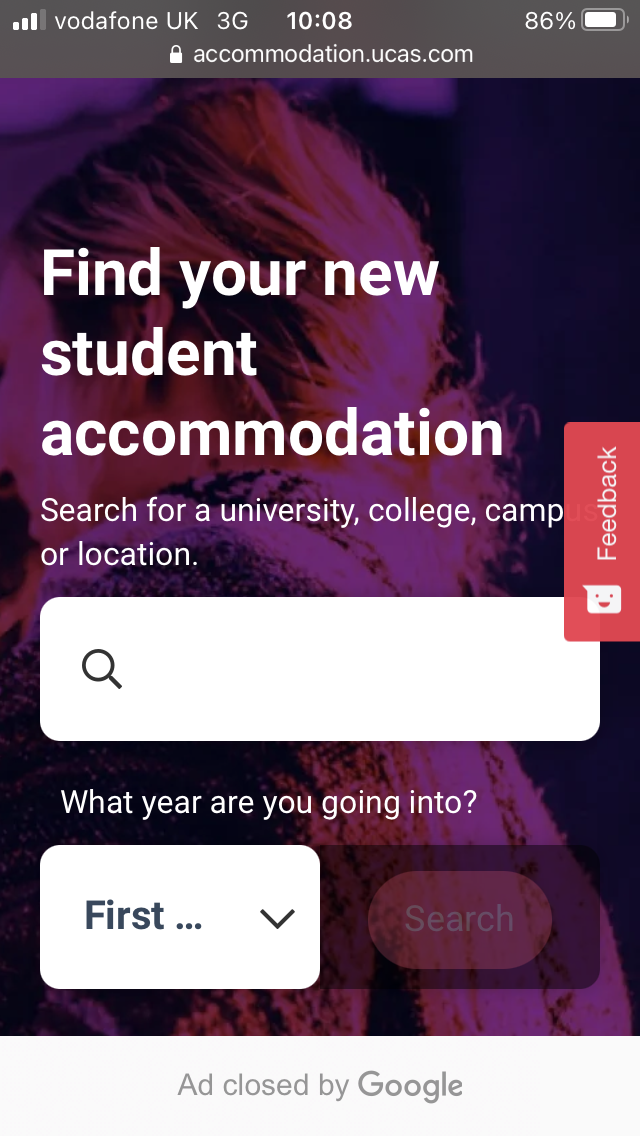 vodafone UK 3G 10:08 86%
accommodation.ucas.com
Find your new
student
accommodation
Search for a university, college, campus
or location.
Feedback
What year are you going into?
First ...
Search
Ad closed by Google